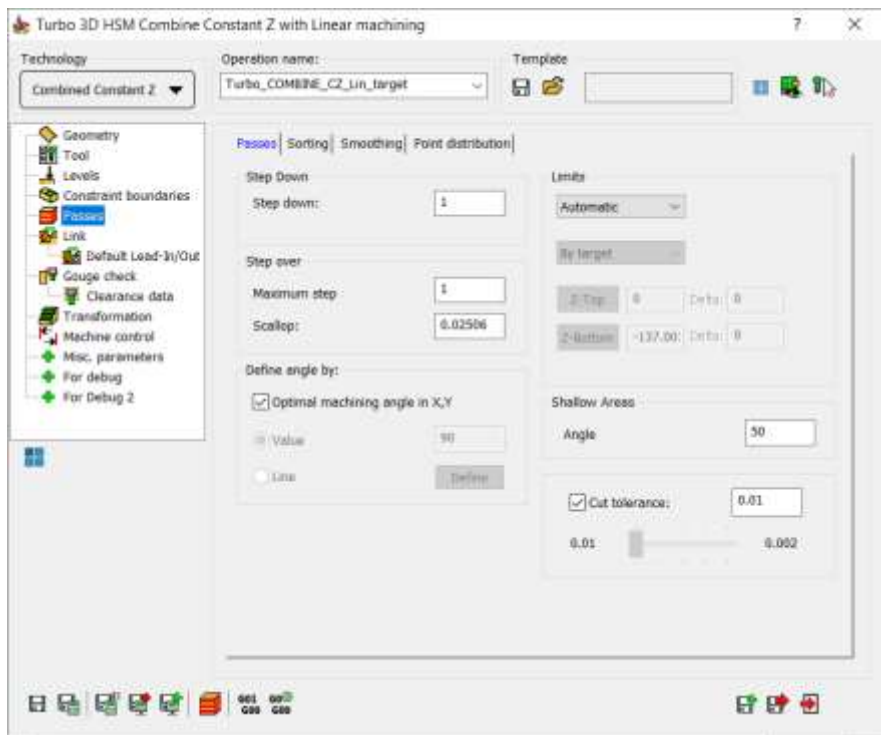 Turbo 3D HSM Combine Constant Z with Linear machining ? ×
Technology
Operation name:
Template
Combined Constant Z
Turbo_COMBINE_CZ_Lin_target
Geometry
Tool
Levels
Constraint boundaries
Passes
Link
Default Lead-In/Out
Gouge check
Clearance data
Transformation
Machine control
Misc. parameters
For debug
For Debug 2
Passes Sorting Smoothing Point distribution
Step Down
Step down: 1
Step over
Maximum step 1
Scallop: 0.02506
Define angle by:
Optimal machining angle in X,Y
Value 90
Line Define
Limits
Automatic
By target
Z-Top 0 Delta: 0
Z-Bottom -137.00: Delta: 0
Shallow Areas
Angle 50
Cut tolerance: 0.01
0.01 0.002
G01 G00
G00